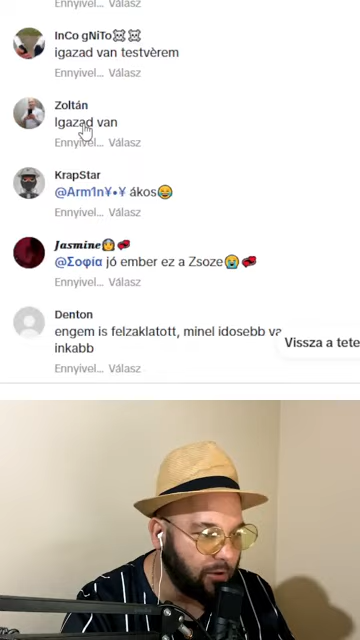 Ennyivel... Válasz
InCo gNiTo☠️☠️
igazad van testvèrem
Ennyivel... Válasz
Zoltán
Igazad van
Ennyivel... Válasz
KrapStar
@Arm1n¥•¥ ákos😂
Ennyivel... Válasz
Jasmine👸💋
@Σοφία jó ember ez a Zsoze😭💋
Ennyivel... Válasz
Denton
engem is felzaklatott, minel idosebb va
inkabb
Vissza a tete
Ennyivel... Válasz